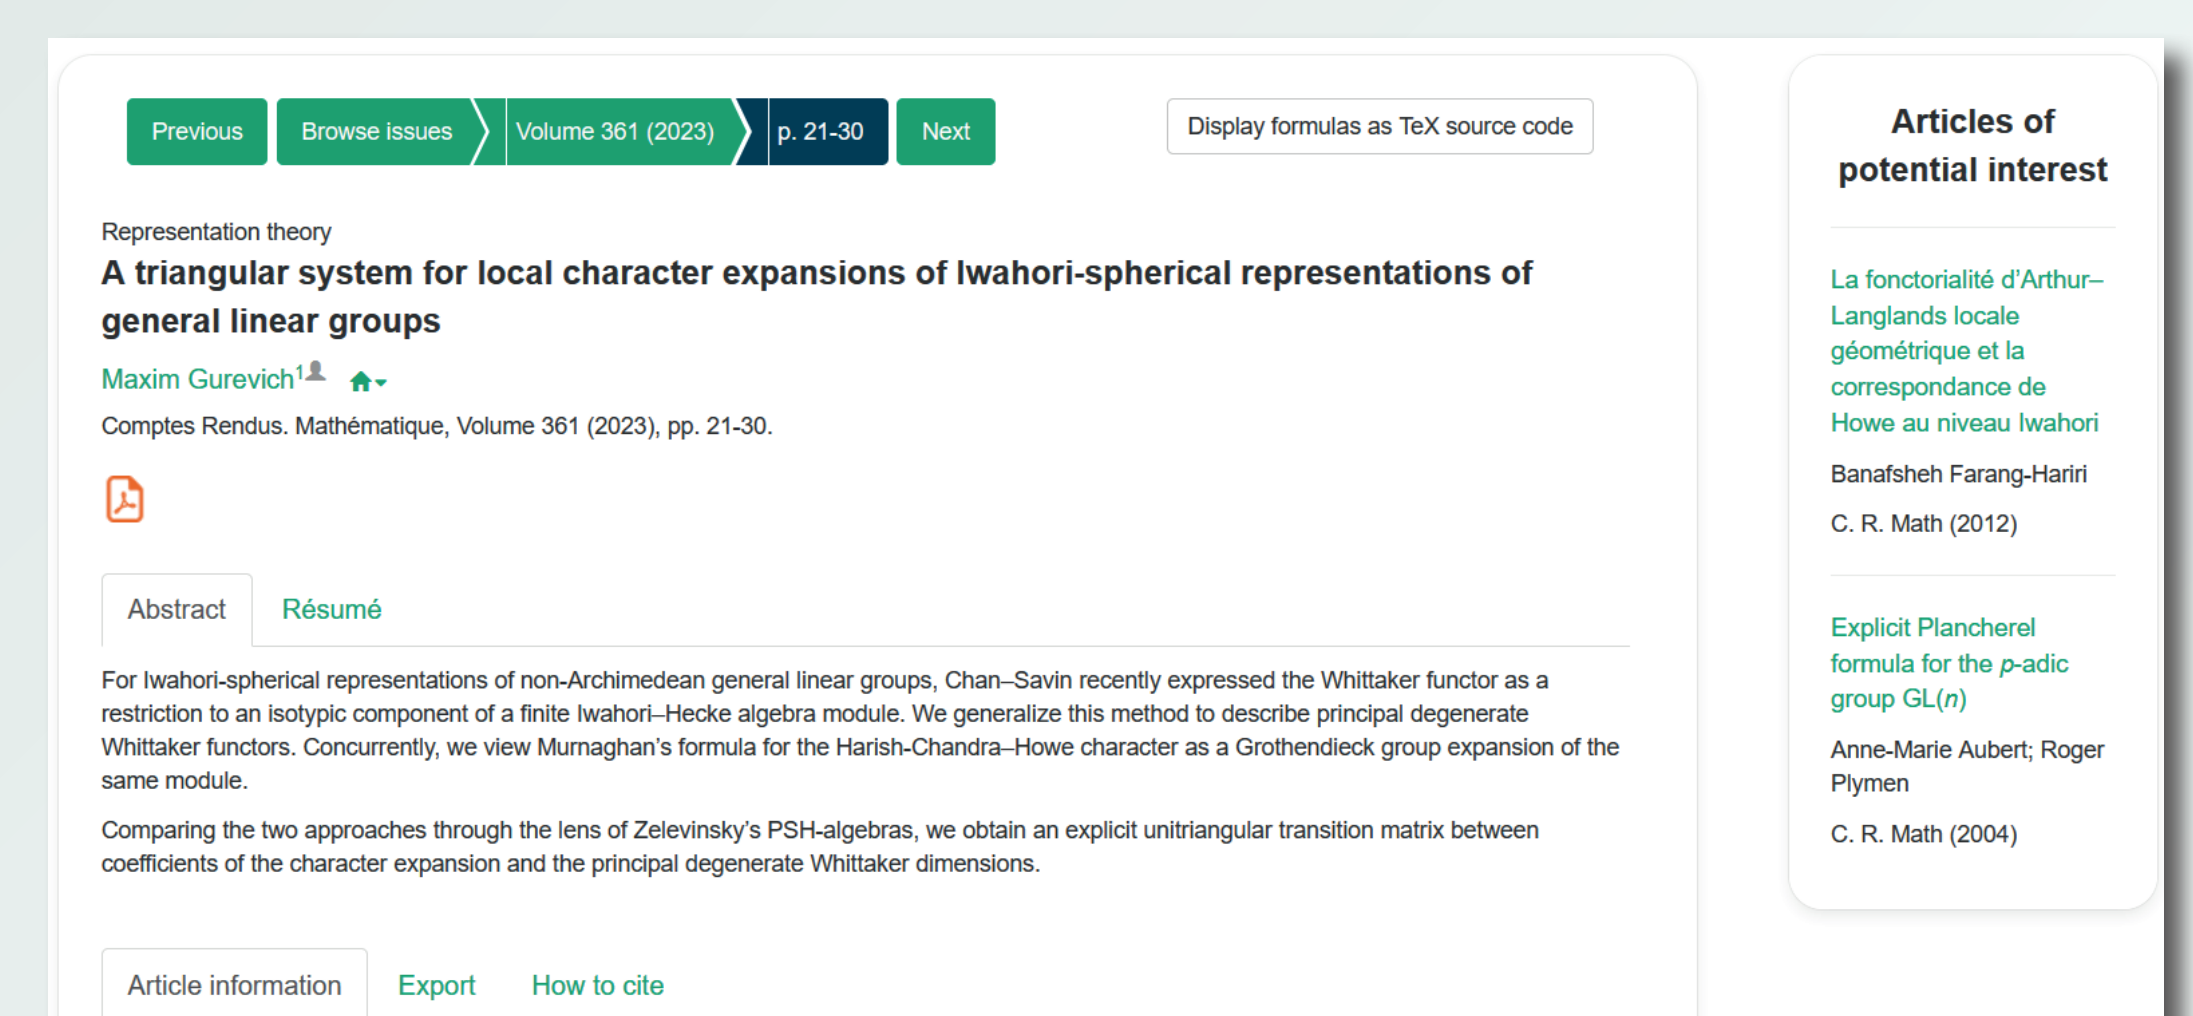 Previous
Browse issues
Volume 361 (2023)
p. 21-30
Next
Display formulas as TeX source code
Representation theory
A triangular system for local character expansions of Iwahori-spherical representations of
general linear groups
Maxim Gurevich1
Comptes Rendus. Mathématique, Volume 361 (2023), pp. 21-30.
Abstract
Résumé
For Iwahori-spherical representations of non-Archimedean general linear groups, Chan–Savin recently expressed the Whittaker functor as a
restriction to an isotypic component of a finite Iwahori–Hecke algebra module. We generalize this method to describe principal degenerate
Whittaker functors. Concurrently, we view Murnaghan’s formula for the Harish-Chandra–Howe character as a Grothendieck group expansion of the
same module.
Comparing the two approaches through the lens of Zelevinsky’s PSH-algebras, we obtain an explicit unitriangular transition matrix between
coefficients of the character expansion and the principal degenerate Whittaker dimensions.
Article information
Export
How to cite
Articles of
potential interest
La fonctorialité d’Arthur–
Langlands locale
géométrique et la
correspondance de
Howe au niveau Iwahori
Banafsheh Farang-Hariri
C. R. Math (2012)
Explicit Plancherel
formula for the p-adic
group GL(n)
Anne-Marie Aubert; Roger
Plymen
C. R. Math (2004)